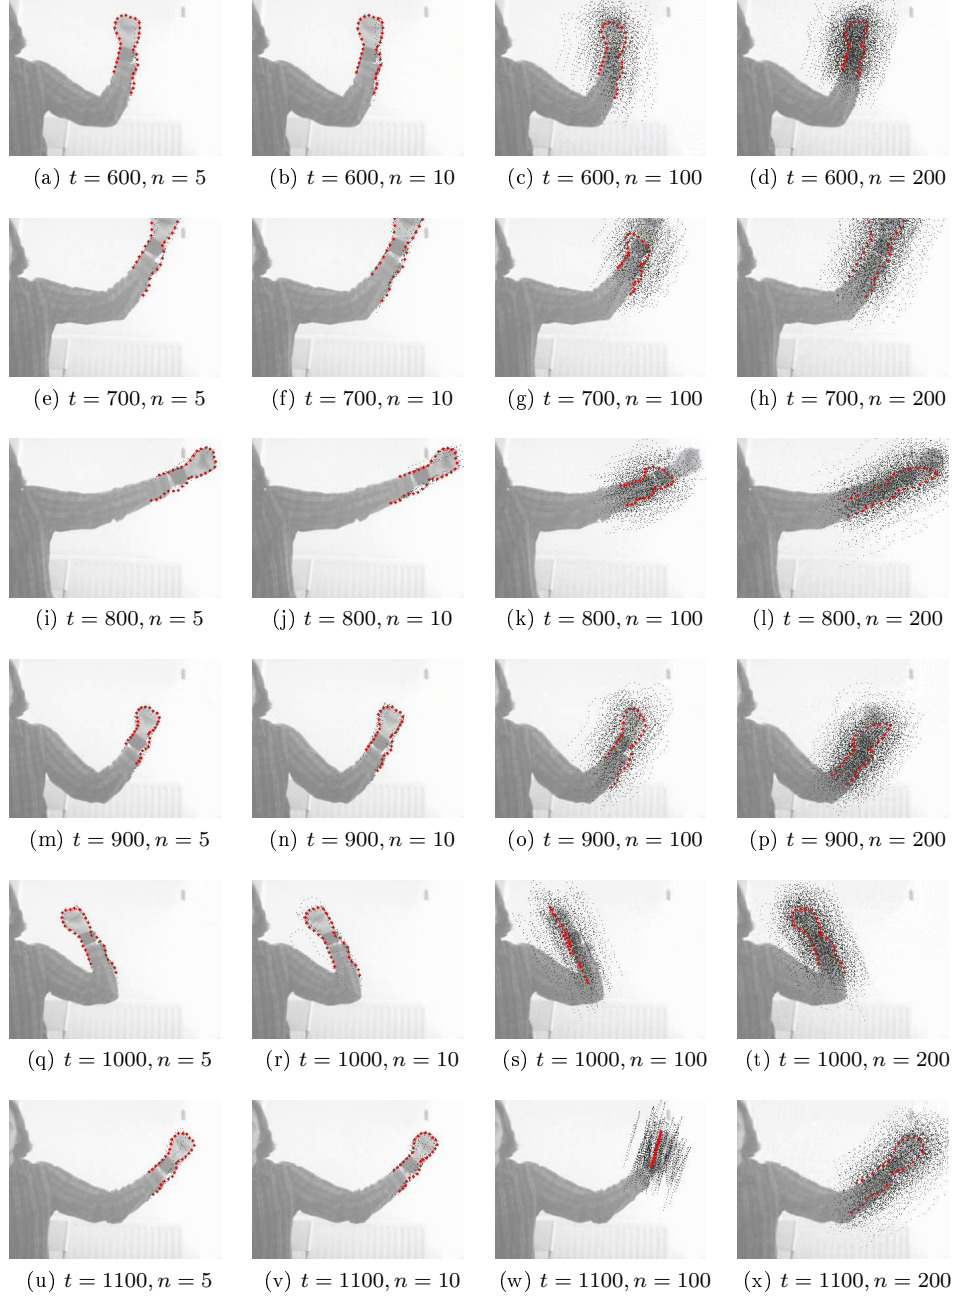 (a) t = 600, n = 5
(b) t = 600, n = 10
(c) t = 600, n = 100
(d) t = 600, n = 200
(e) t = 700, n = 5
(f) t = 700, n = 10
(g) t = 700, n = 100
(h) t = 700, n = 200
(i) t = 800, n = 5
(j) t = 800, n = 10
(k) t = 800, n = 100
(l) t = 800, n = 200
(m) t = 900, n = 5
(n) t = 900, n = 10
(o) t = 900, n = 100
(p) t = 900, n = 200
(q) t = 1000, n = 5
(r) t = 1000, n = 10
(s) t = 1000, n = 100
(t) t = 1000, n = 200
(u) t = 1100, n = 5
(v) t = 1100, n = 10
(w) t = 1100, n = 100
(x) t = 1100, n = 200